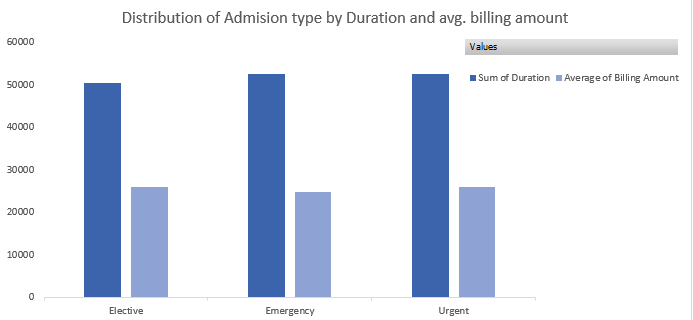 Distribution of Admision type by Duration and avg. billing amount
60000
50000
40000
30000
20000
10000
0
Values
Sum of Duration
Average of Billing Amount
Elective
Emergency
Urgent